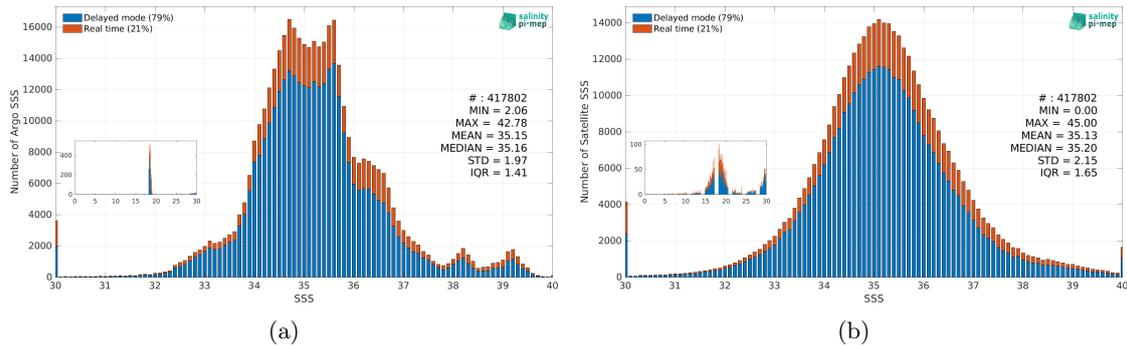 Delayed mode (79%)
Real time (21%)
salinity
pi-mep
Number of Argo SSS
16000
14000
12000
10000
8000
6000
4000
2000
0
# : 417802
MIN = 2.06
MAX = 42.78
MEAN = 35.15
MEDIAN = 35.16
STD = 1.97
IQR = 1.41
400
200
0
0 5 10 15 20 25 30
30 31 32 33 34 35 36 37 38 39 40
SSS
(a)
Delayed mode (79%)
Real time (21%)
salinity
pi-mep
Number of Satellite SSS
14000
12000
10000
8000
6000
4000
2000
0
# : 417802
MIN = 0.00
MAX = 45.00
MEAN = 35.13
MEDIAN = 35.20
STD = 2.15
IQR = 1.65
100
50
0
0 5 10 15 20 25 30
30 31 32 33 34 35 36 37 38 39 40
SSS
(b)